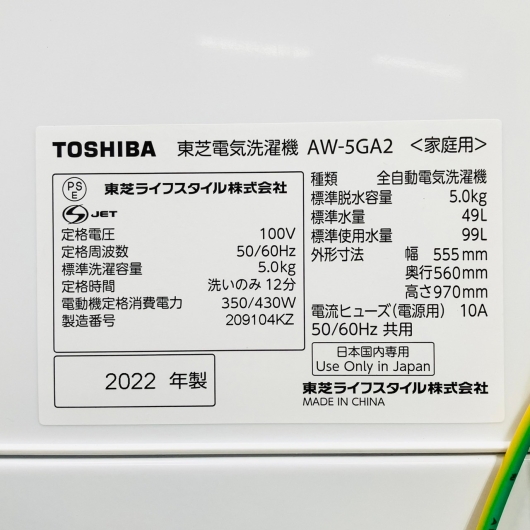 TOSHIBA 東芝電気洗濯機 AW-5GA2 <家庭用>
PS
E
東芝ライフスタイル株式会社
S JET
定格電圧 100V
定格周波数 50/60Hz
標準洗濯容量 5.0kg
定格時間 洗いのみ 12分
電動機定格消費電力 350/430W
製造番号 209104KZ
2022 年製
種類 全自動電気洗濯機
標準脱水容量 5.0kg
標準水量 49L
標準使用水量 99L
外形寸法 幅 555mm
奥行560mm
高さ970mm
電流ヒューズ(電源用) 10A
50/60Hz 共用
日本国内専用
Use Only in Japan
東芝ライフスタイル株式会社
MADE IN CHINA